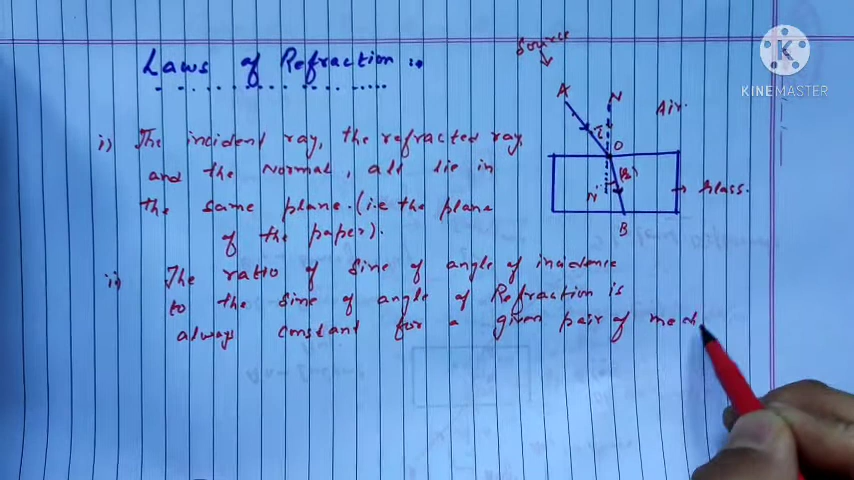 Laws of Refraction :.
Source
A N Air.
i O
i) The incident ray, the refracted ray
and the Normal, all lie in
N' → Glass.
the same plane. (i.e the plane
B
of the paper).
ii) The ratio of Sine of angle of incidence
to the Sine of angle of Refraction is
always constant for a given pair of medi
K
KINEMASTER